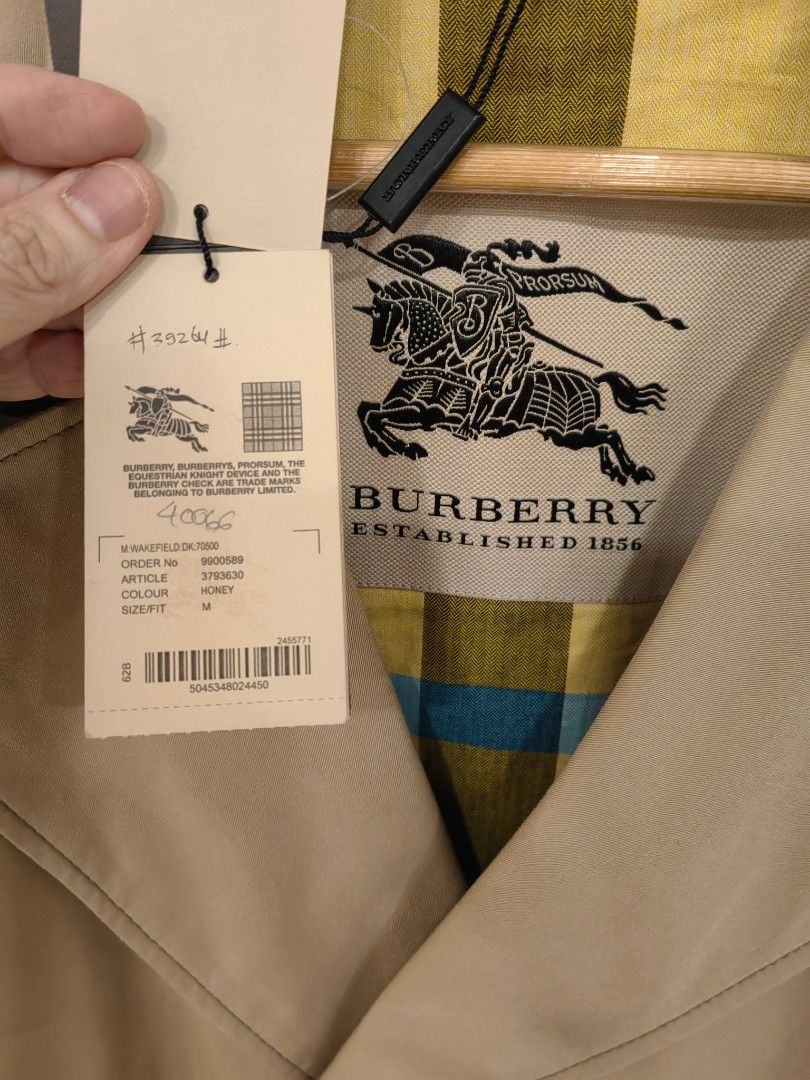 BURBERRY
B
PRORSUM
B
BURBERRY
ESTABLISHED 1856
#39264#
BURBERRY, BURBERRYS, PRORSUM, THE
EQUESTRIAN KNIGHT DEVICE AND THE
BURBERRY CHECK ARE TRADE MARKS
BELONGING TO BURBERRY LIMITED.
40066
M:WAKEFIELD:DK:70500
ORDER No 9900589
ARTICLE 3793630
COLOUR HONEY
SIZE/FIT M
2455771
62B
5045348024450